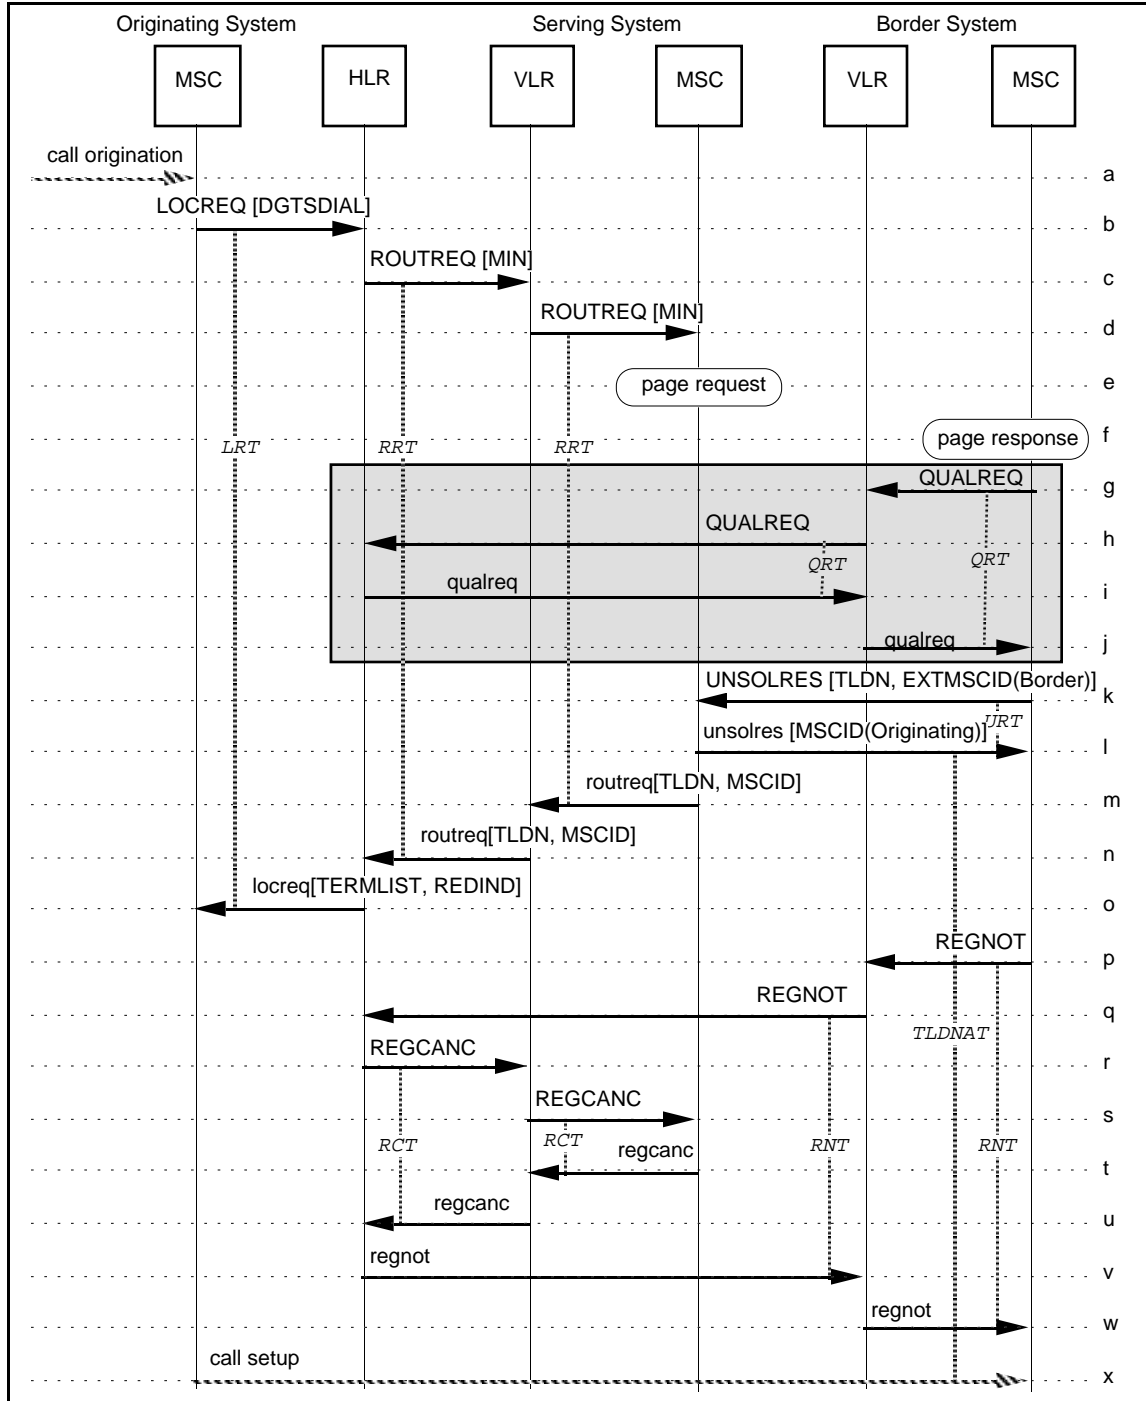 Originating System Serving System Border System
MSC HLR VLR MSC VLR MSC
call origination
a
LOCREQ [DGTSDIAL]
b
ROUTREQ [MIN]
c
ROUTREQ [MIN]
d
page request
e
page response
f
LRT RRT RRT
QUALREQ
g
QUALREQ
h
QRT QRT
qualreq
i
qualreq
j
UNSOLRES [TLDN, EXTMSCID(Border)]
k
URT
unsolres [MSCID(Originating)]
l
routreq[TLDN, MSCID]
m
routreq[TLDN, MSCID]
n
locreq[TERMLIST, REDIND]
o
REGNOT
p
REGNOT
q
TLDNAT
REGCANC
r
REGCANC
s
RCT RCT RNT RNT
regcanc
t
regcanc
u
regnot
v
regnot
w
call setup
x